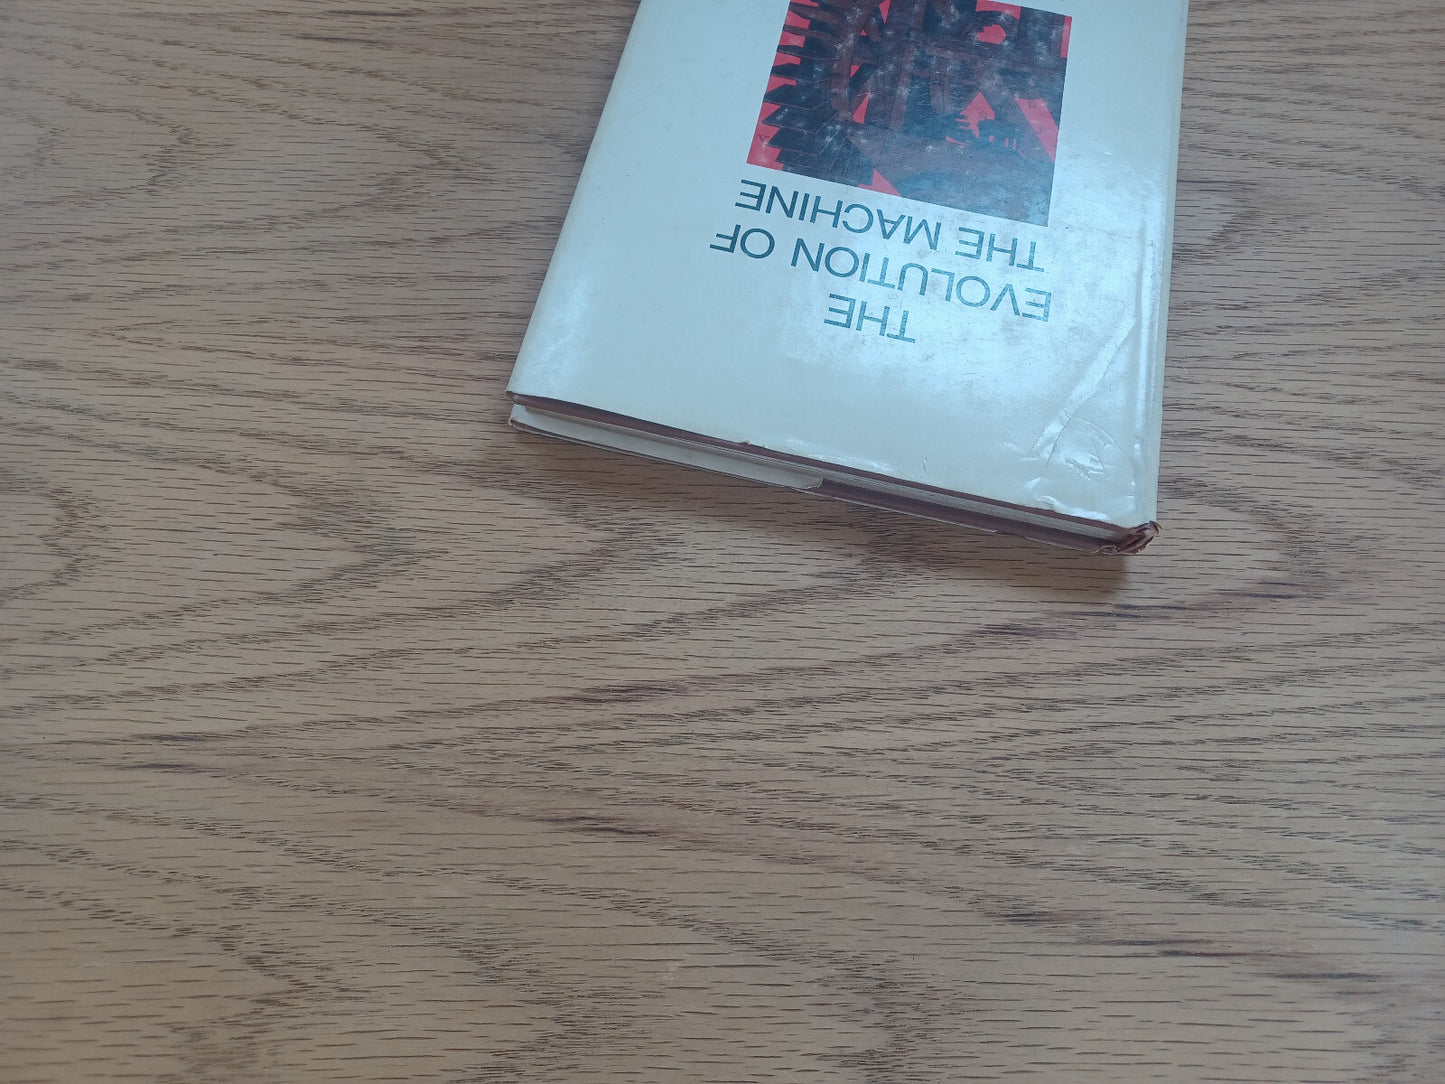 THE
EVOLUTION OF
THE MACHINE